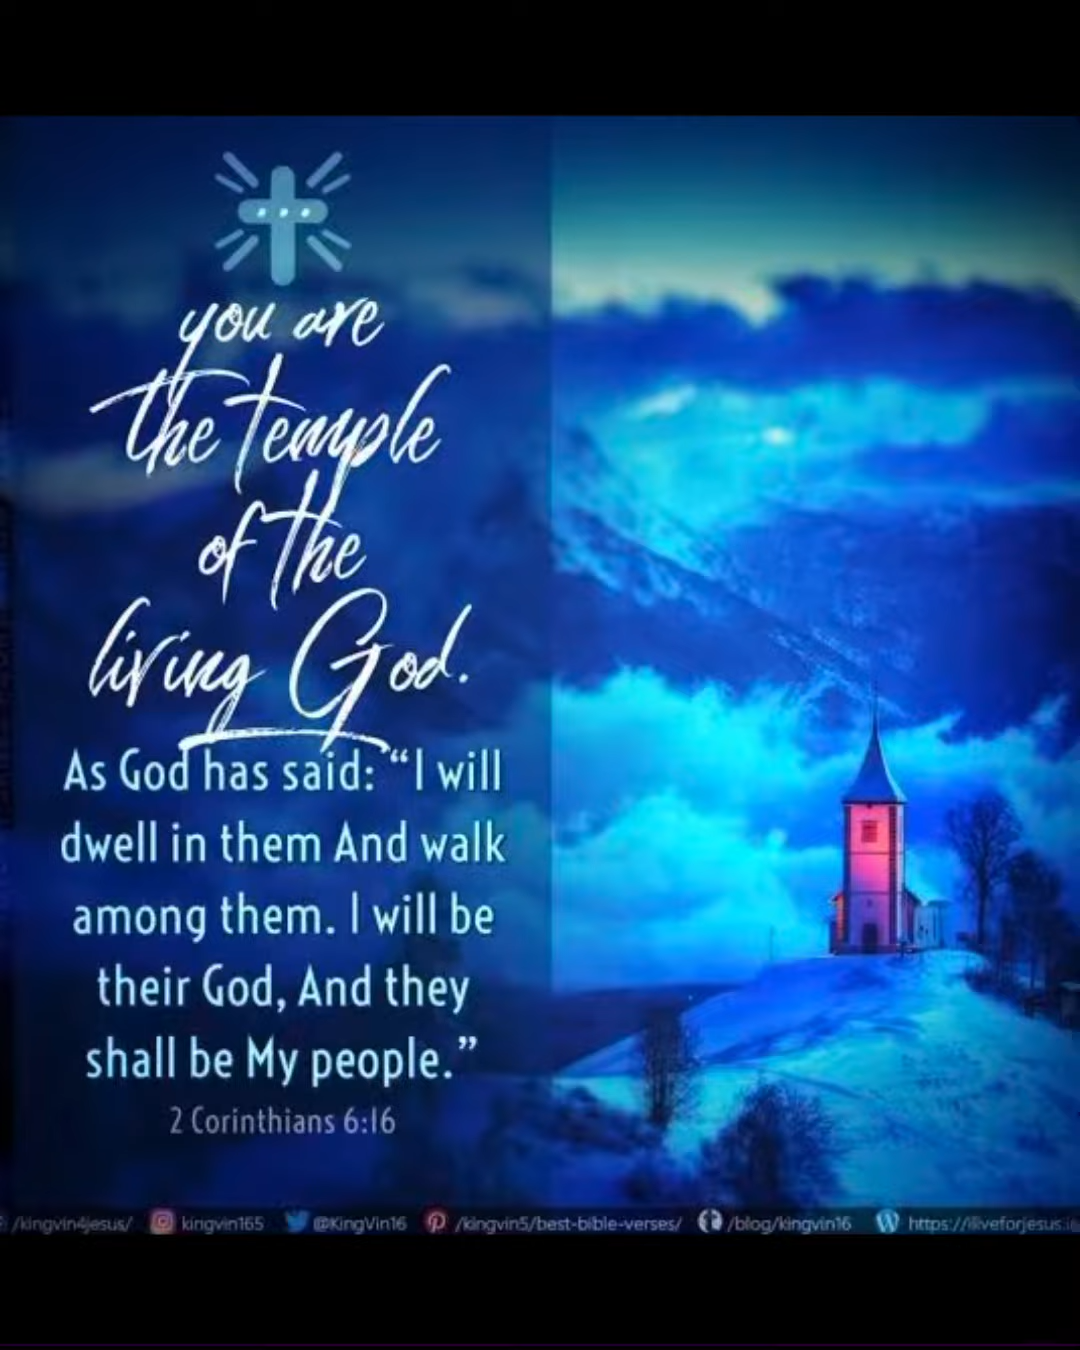 you are
the temple
of the
living God.
As God has said: “I will
dwell in them And walk
among them. I will be
their God, And they
shall be My people.”
2 Corinthians 6:16
/kingvin4jesus/ kingvin165 @KingVin16 /kingvin5/best-bible-verses/ /blog/kingvin16 https://iliveforjesus.i